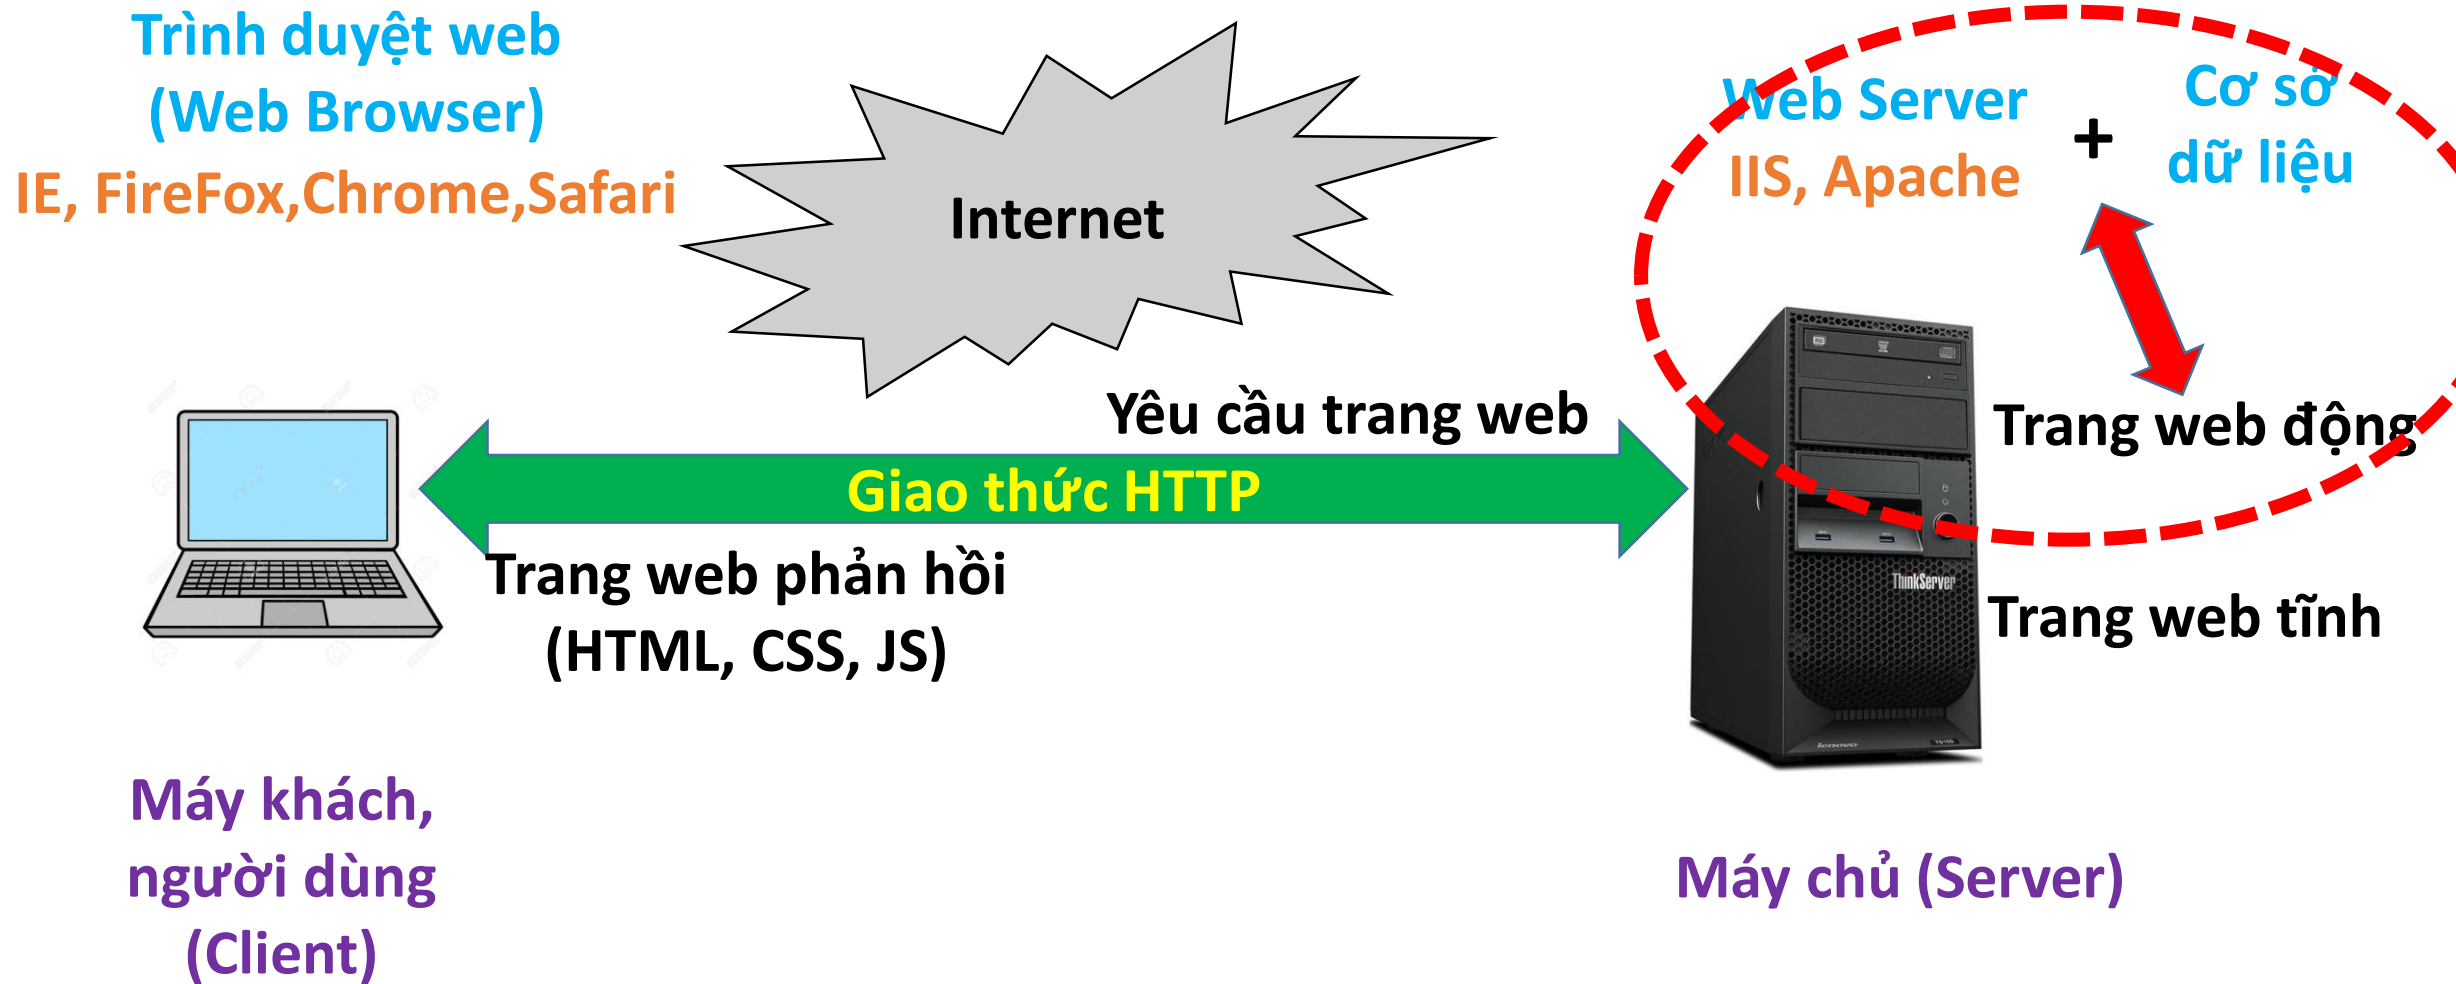 Trình duyệt web
(Web Browser)
IE, FireFox,Chrome,Safari
Internet
Web Server
IIS, Apache
+
Cơ sở
dữ liệu
Yêu cầu trang web
Giao thức HTTP
Trang web phản hồi
(HTML, CSS, JS)
Trang web động
Trang web tĩnh
ThinkServer
lenovo
Máy khách,
người dùng
(Client)
Máy chủ (Server)